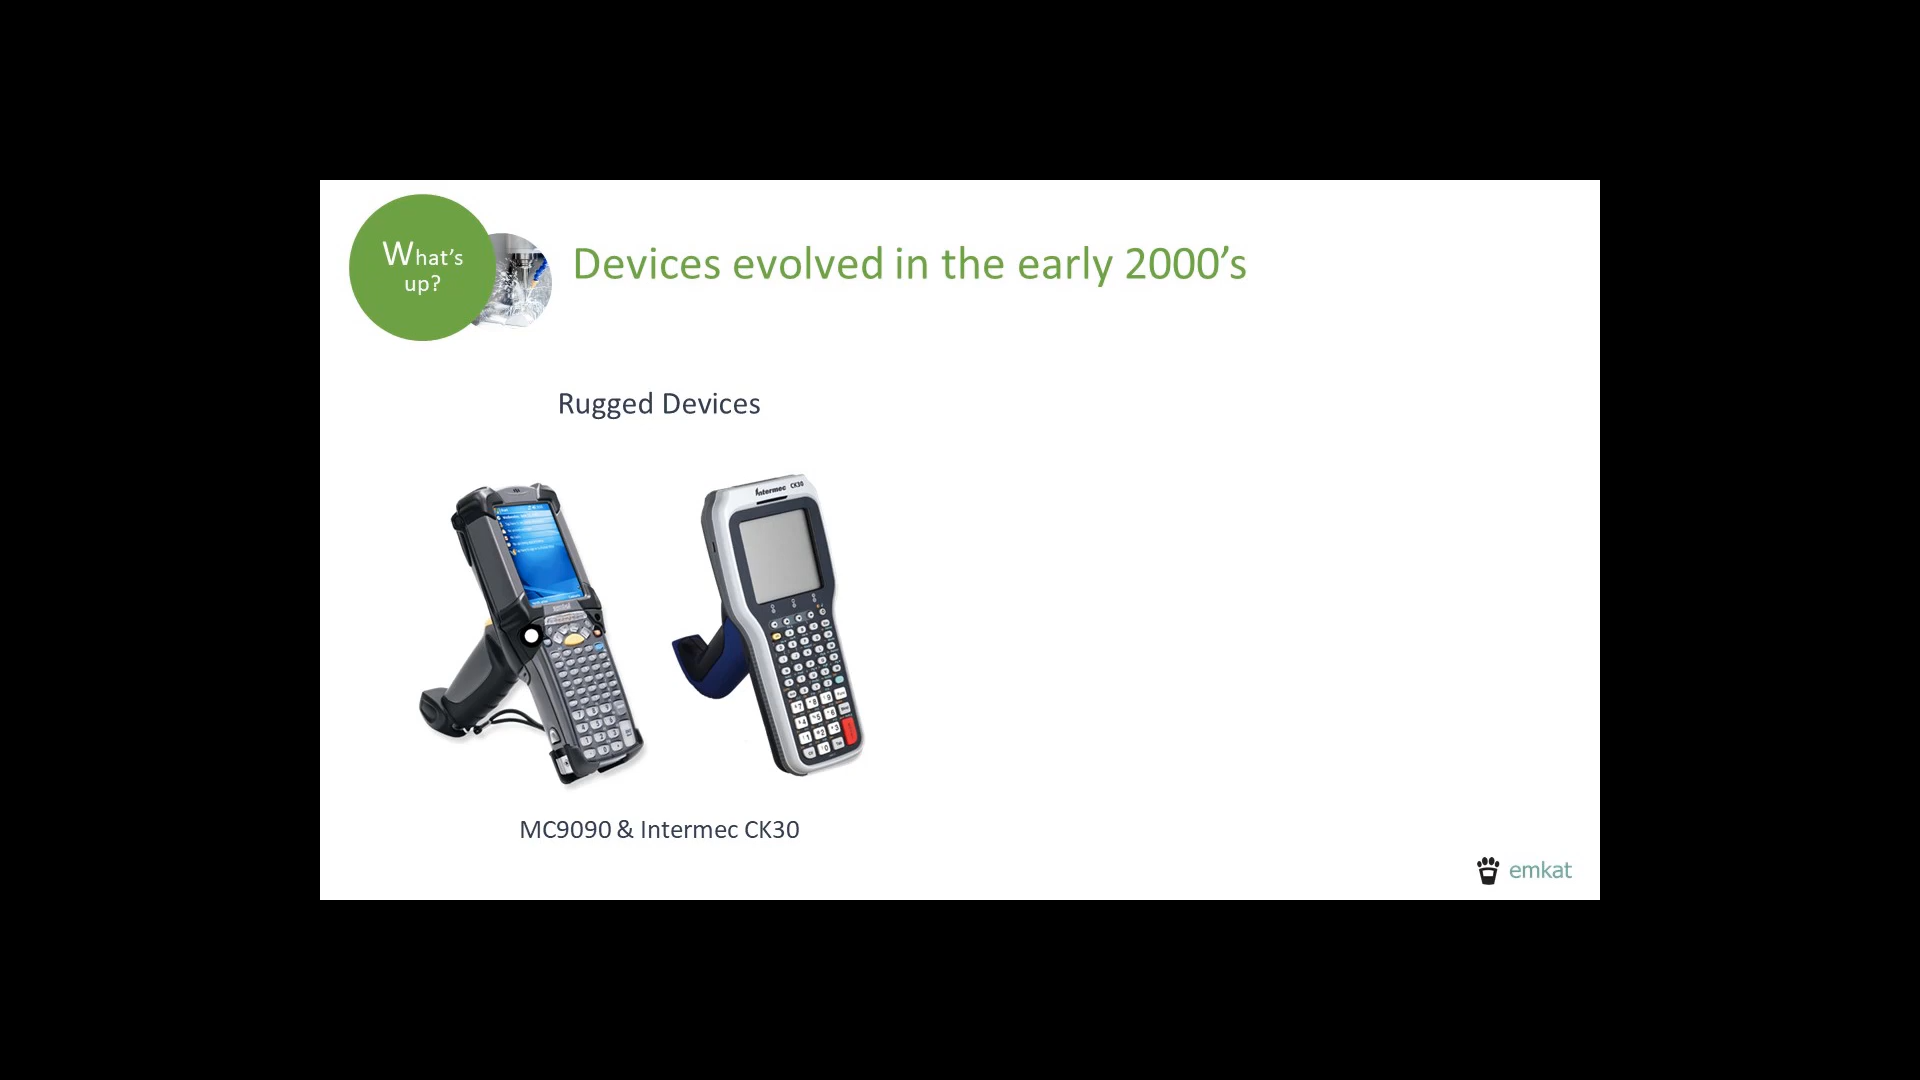 What's
up?
Devices evolved in the early 2000’s
Rugged Devices
Intermec CK30
MC9090 & Intermec CK30
emkat